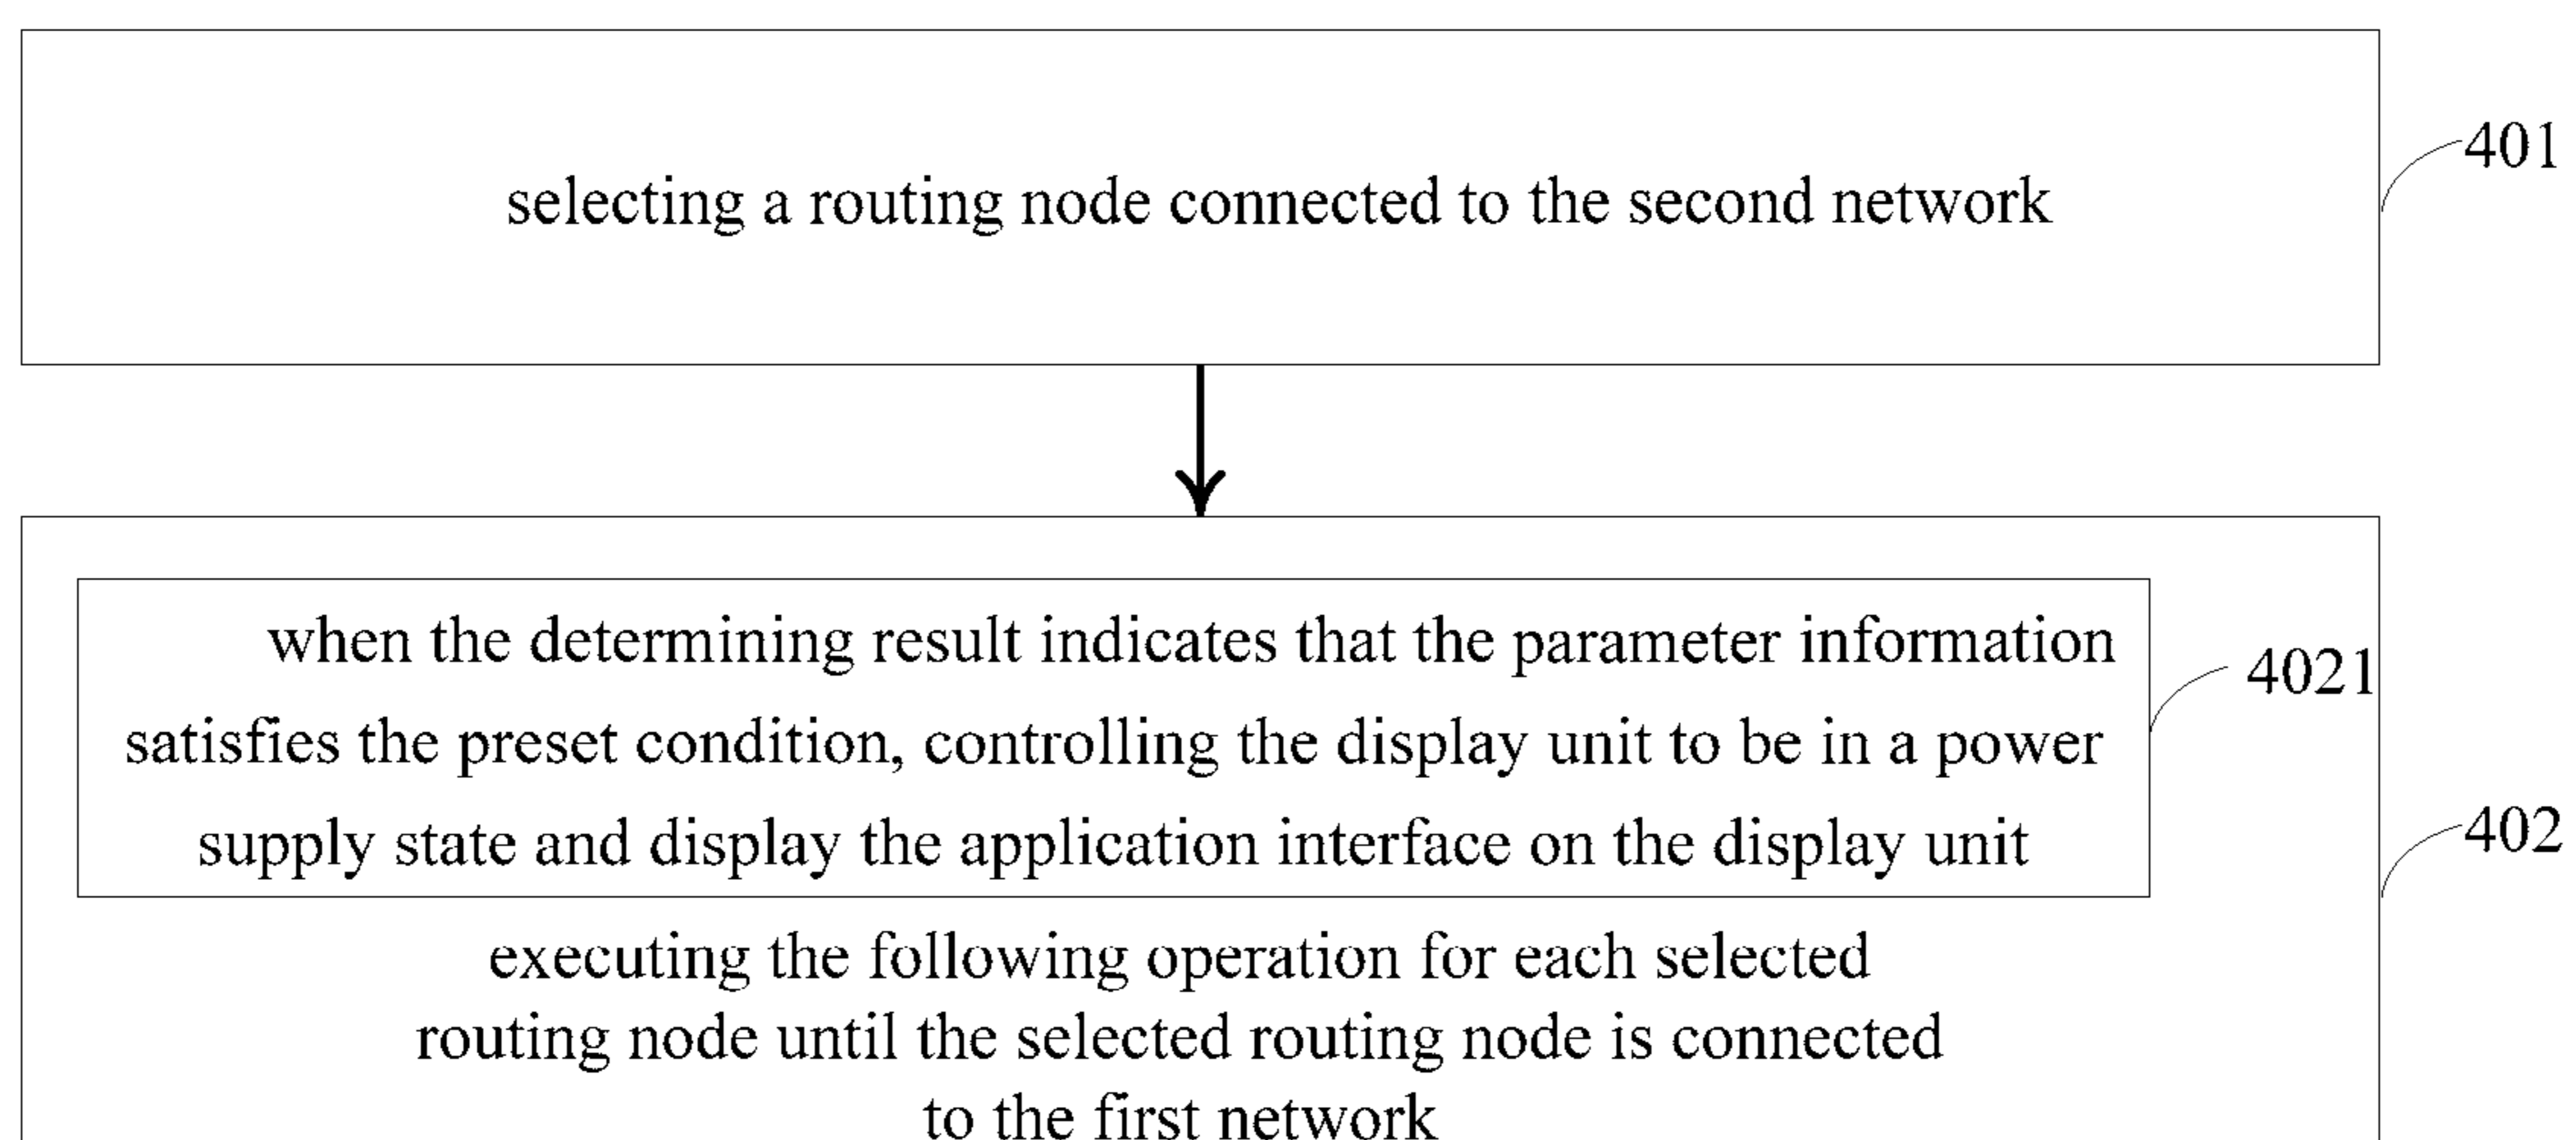 selecting a routing node connected to the second network
401
when the determining result indicates that the parameter information
satisfies the preset condition, controlling the display unit to be in a power
supply state and display the application interface on the display unit
4021
402
executing the following operation for each selected
routing node until the selected routing node is connected
to the first network